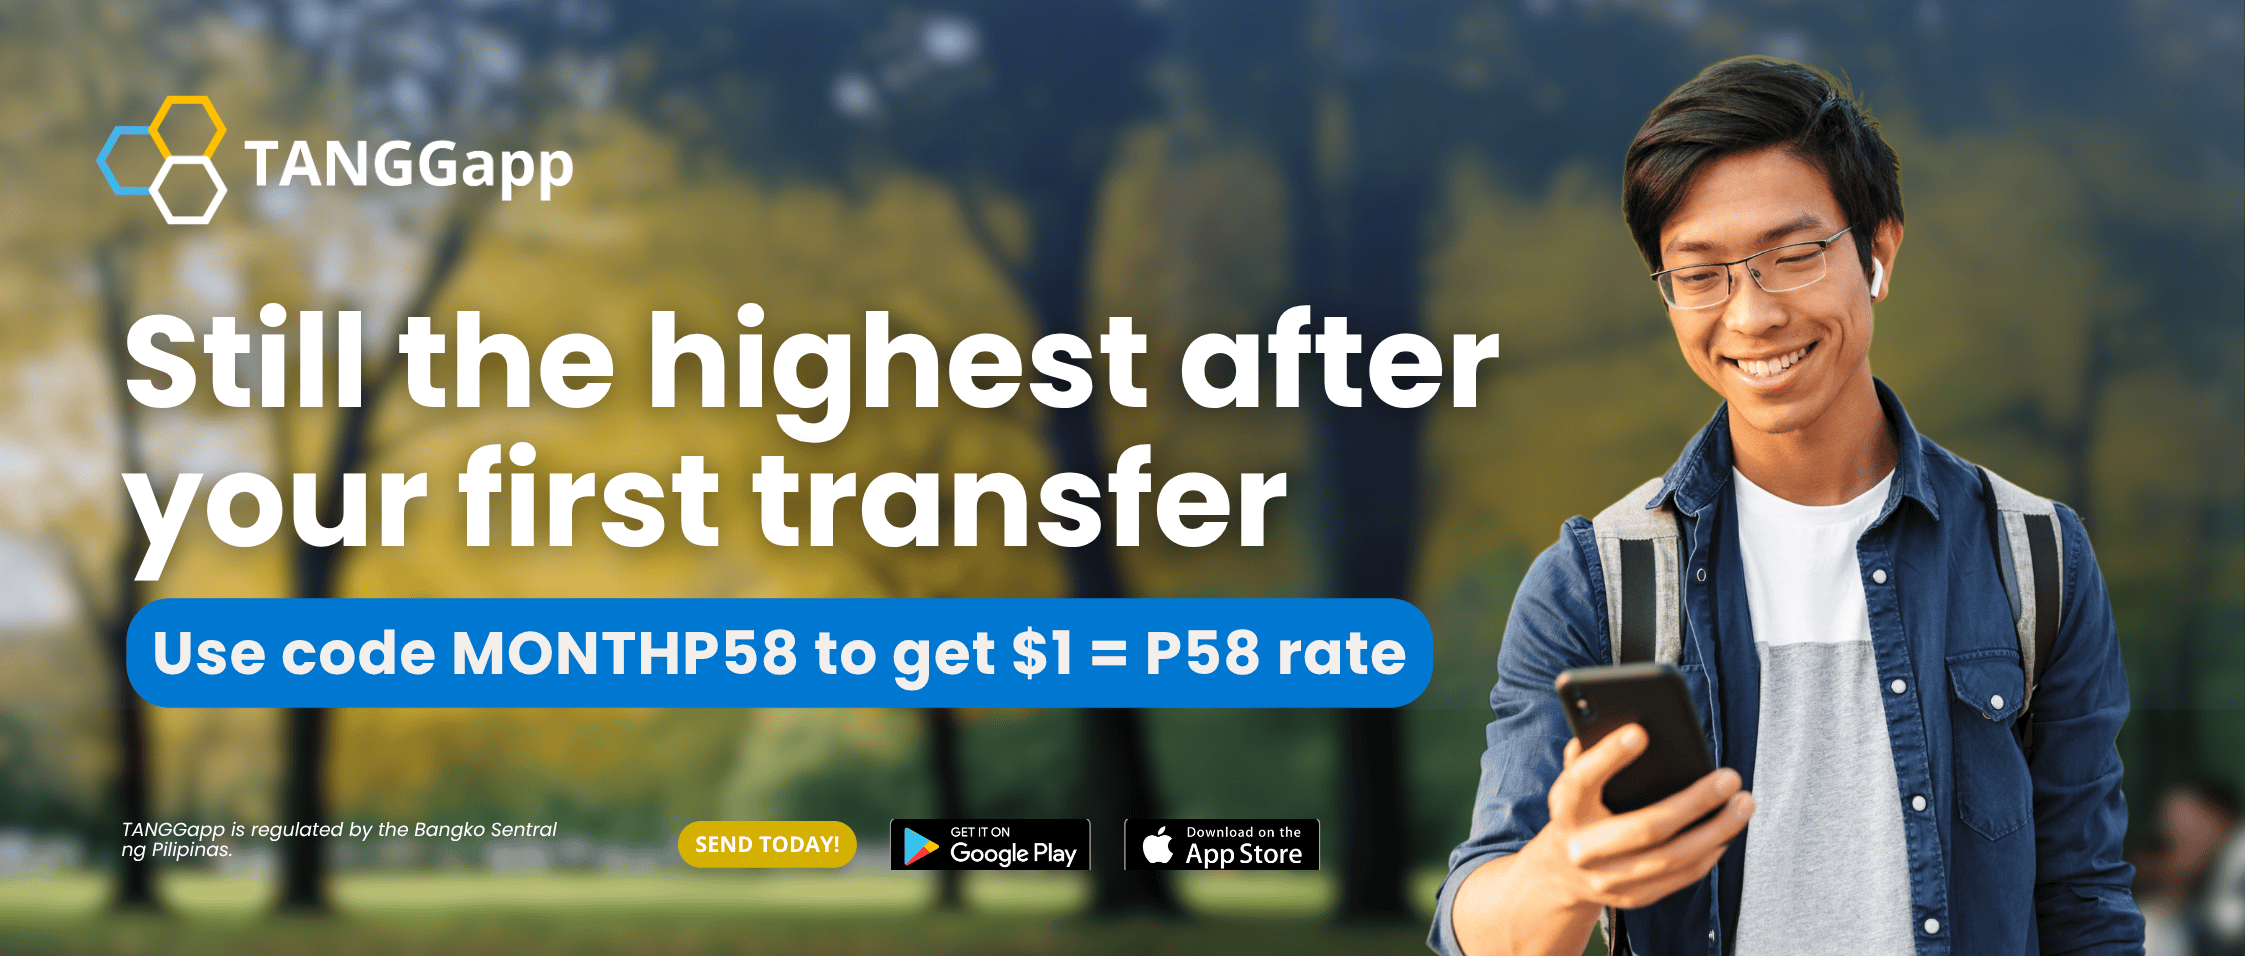 TANGGapp
Still the highest after
your first transfer
Use code MONTHP58 to get $1 = P58 rate
TANGGapp is regulated by the Bangko Sentral
ng Pilipinas.
SEND TODAY!
GET IT ON
Google Play
Download on the
App Store